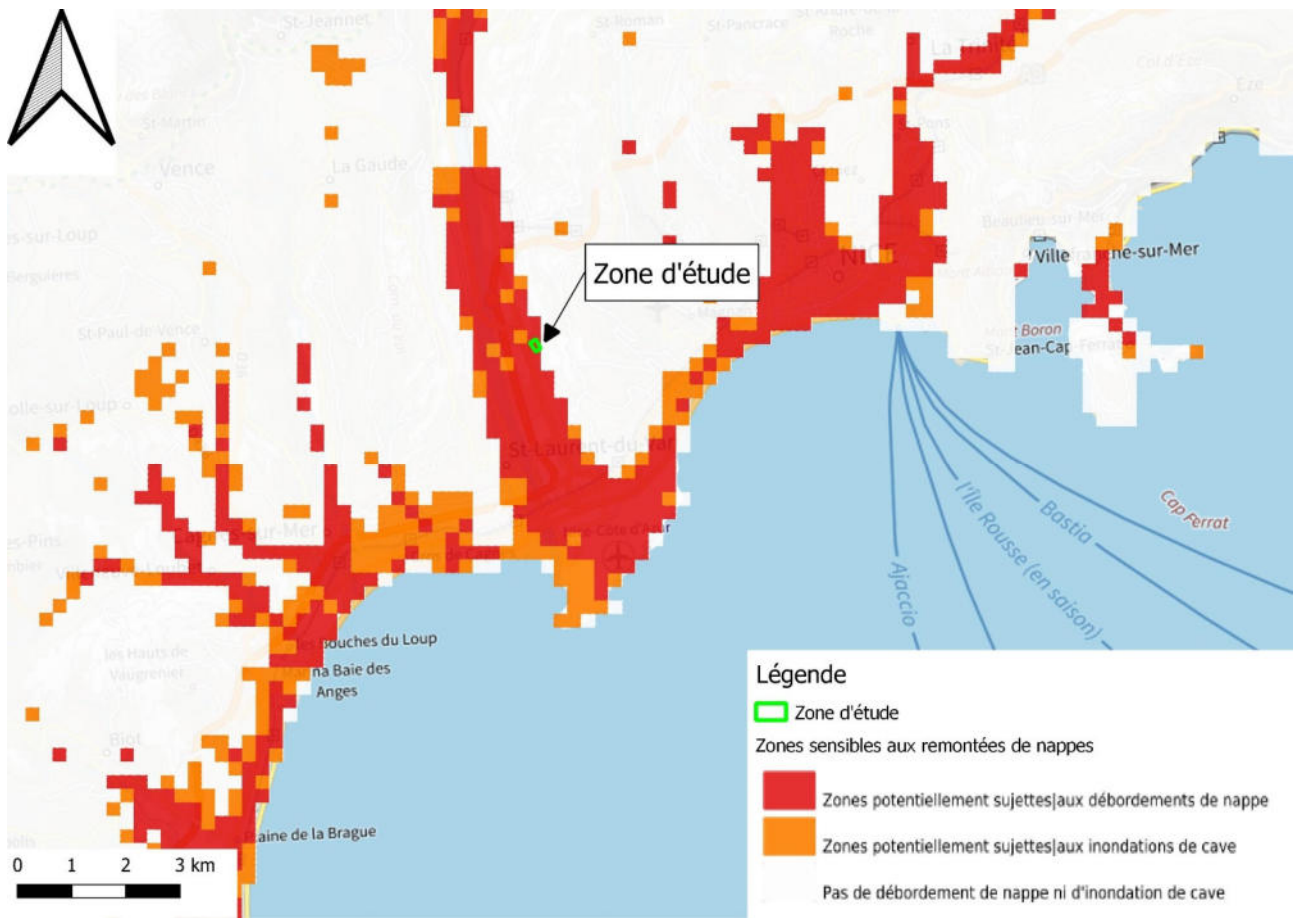 St-Jeannet
St-Roman
St-Pancrace
Roche
La Trinité
Col d'Èze
Eze
St-Martin
Vence
La Gaude
St-Pons
Beaulieu-sur-Mer
Villefranche-sur-Mer
NICE
Zone d'étude
St-Paul-de-Vence
Mont Boron
St-Jean-Cap-Ferrat
St-Laurent-du-Var
Cap Ferrat
Bastia
l'Île Rousse (en saison)
Ajaccio
les Bouches du Loup
les Hauts de
Vaugrenier
Baie des
Anges
Biot
Plaine de la Brague
0 1 2 3 km
Légende
Zone d'étude
Zones sensibles aux remontées de nappes
Zones potentiellement sujettes|aux débordements de nappe
Zones potentiellement sujettes|aux inondations de cave
Pas de débordement de nappe ni d'inondation de cave